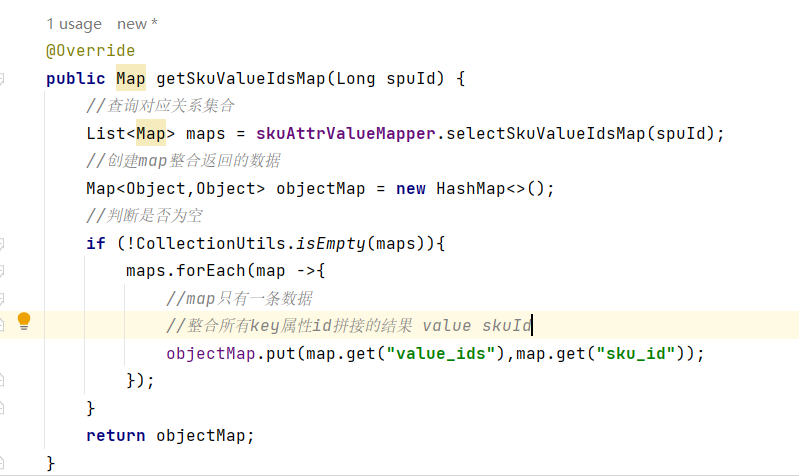 1 usage   new *
@Override
public Map getSkuValueIdsMap(Long spuId) {
    //查询对应关系集合
    List<Map> maps = skuAttrValueMapper.selectSkuValueIdsMap(spuId);
    //创建map整合返回的数据
    Map<Object,Object> objectMap = new HashMap<>();
    //判断是否为空
    if (!CollectionUtils.isEmpty(maps)){
        maps.forEach(map ->{
            //map只有一条数据
            //整合所有key属性id拼接的结果 value skuId
            objectMap.put(map.get("value_ids"),map.get("sku_id"));
        });
    }
    return objectMap;
}